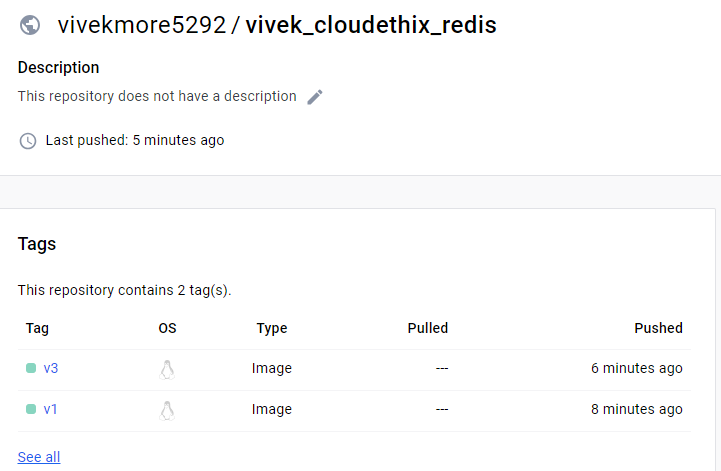 vivekmore5292 / vivek_cloudethix_redis
Description
This repository does not have a description
Last pushed: 5 minutes ago
Tags
This repository contains 2 tag(s).
Tag OS Type Pulled Pushed
v3 Image --- 6 minutes ago
v1 Image --- 8 minutes ago
See all